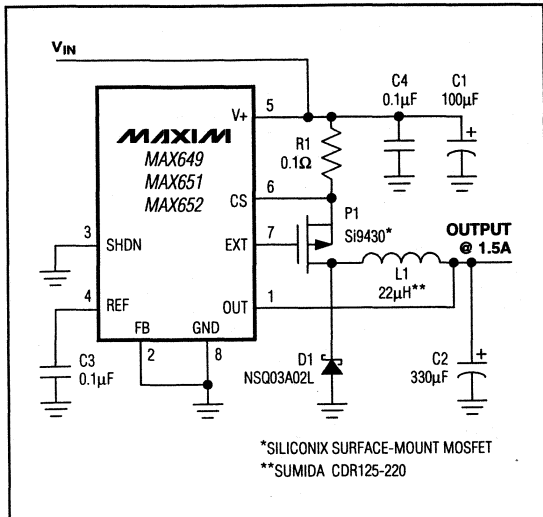 VIN
C4
0.1µF
C1
100µF
+
5
V+
R1
0.1Ω
MAXIM
MAX649
MAX651
MAX652
6
CS
P1
Si9430*
3
SHDN
7
EXT
OUTPUT
@ 1.5A
L1
22µH**
4
REF
1
OUT
FB
GND
2
8
C3
0.1µF
D1
NSQ03A02L
+
C2
330µF
*SILICONIX SURFACE-MOUNT MOSFET
**SUMIDA CDR125-220